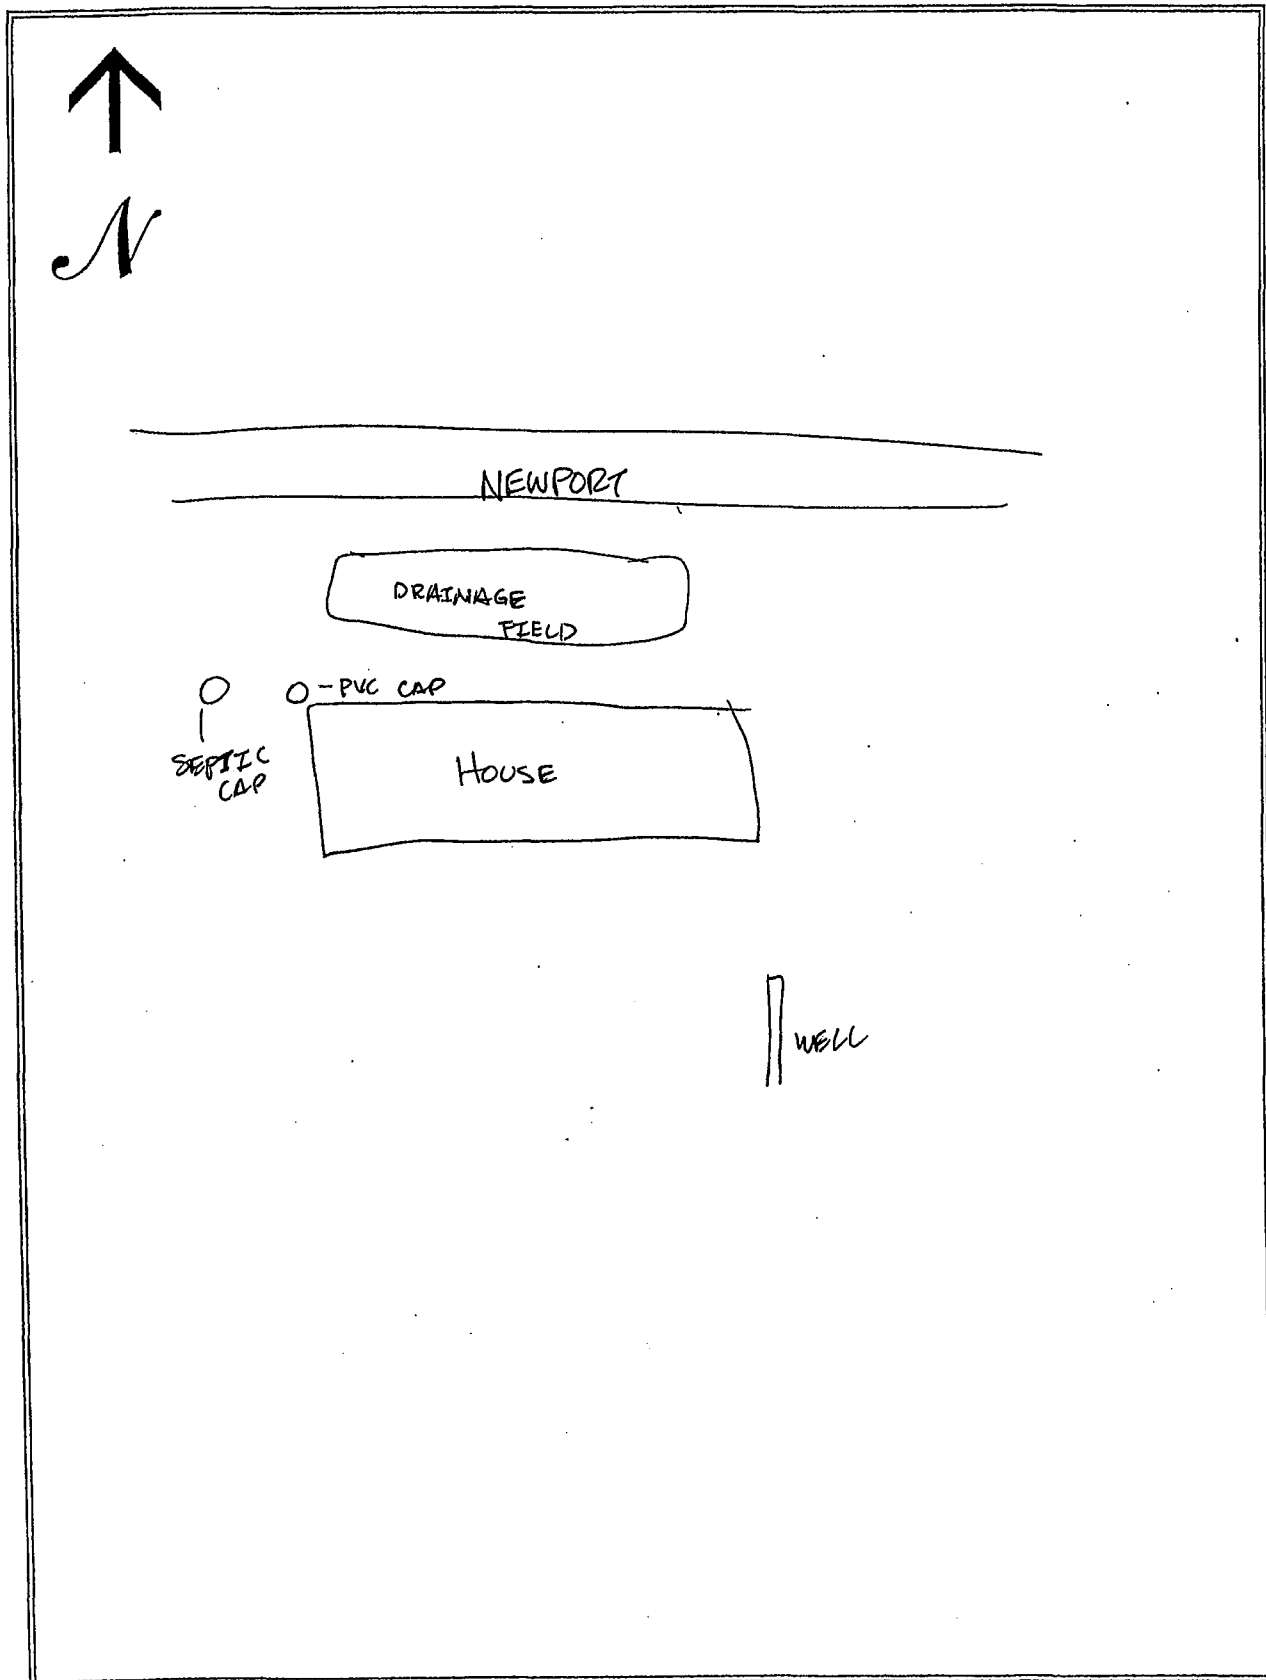 N
NEWPORT
DRAINAGE
FIELD
O-PVC CAP
SEPTIC
CAP
HOUSE
WELL